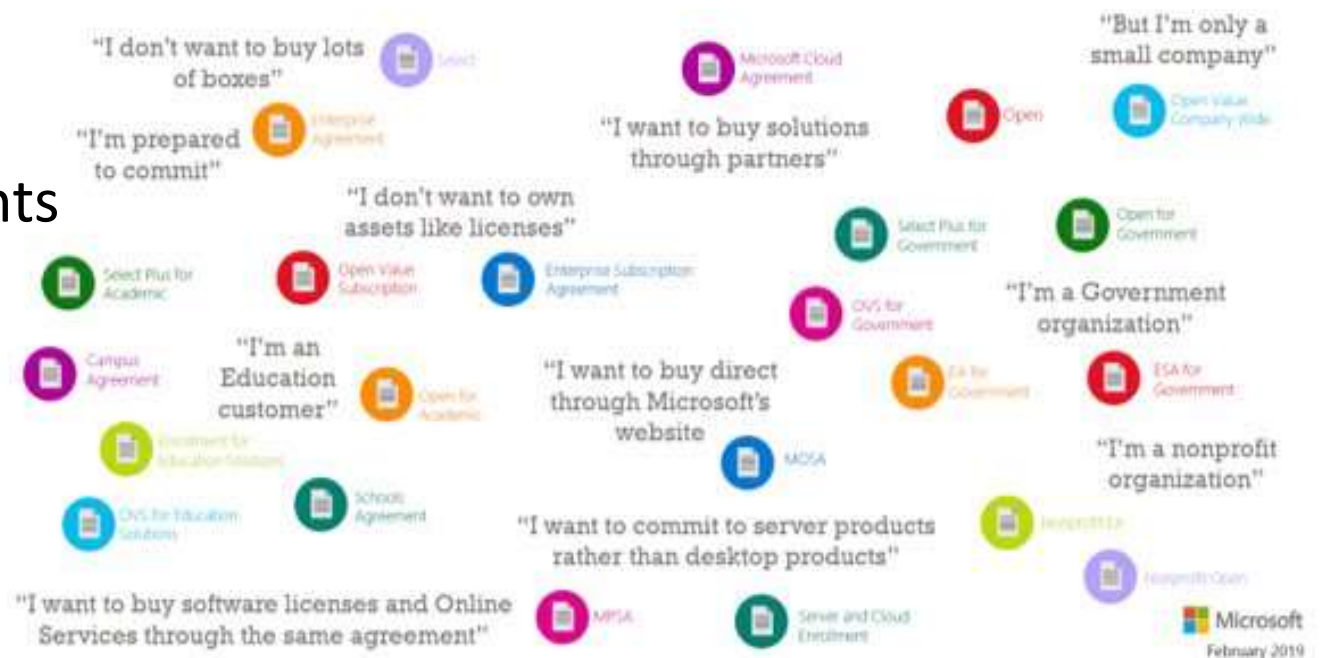 "I don't want to buy lots
of boxes"
Select
"I'm prepared
to commit"
Enterprise
Agreement
nts
"I don't want to own
assets like licenses"
Select Plus for
Academic
Open Value
Subscription
Enterprise Subscription
Agreement
Campus
Agreement
"I'm an
Education
customer"
Open for
Academic
Enrollment for
Education Solutions
OVS for Education
Solutions
Schools
Agreement
Microsoft Cloud
Agreement
"I want to buy solutions
through partners"
Open
"But I'm only a
small company"
Open Value
Company-Wide
Select Plus for
Government
Open for
Government
OVS for
Government
"I'm a Government
organization"
EA for
Government
ESA for
Government
"I want to buy direct
through Microsoft's
website
MOSA
"I'm a nonprofit
organization"
Nonprofit EA
Nonprofit Open
"I want to commit to server products
rather than desktop products"
"I want to buy software licenses and Online
Services through the same agreement"
MPSA
Server and Cloud
Enrollment
Microsoft
February 2019